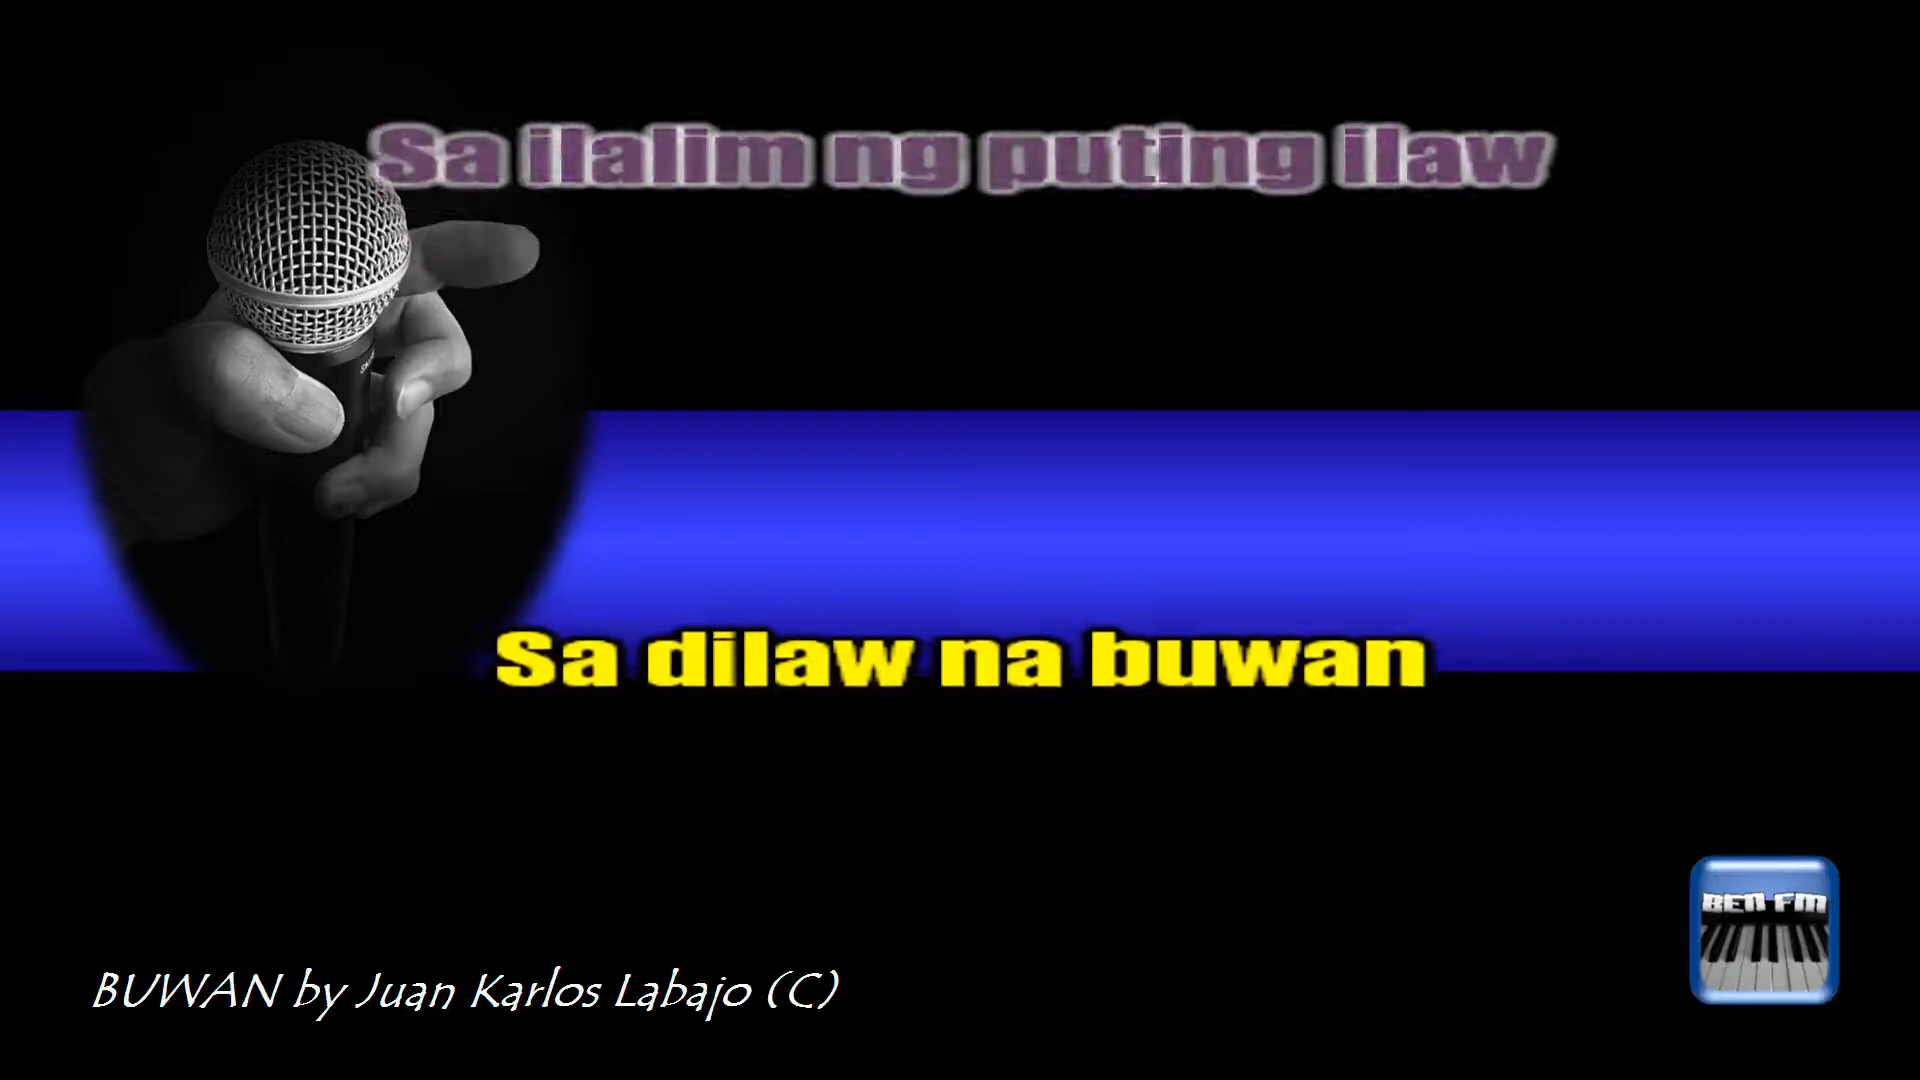 Sa ilalim ng puting ilaw
Sa dilaw na buwan
BEN FM
BUWAN by Juan Karlos Labajo (C)